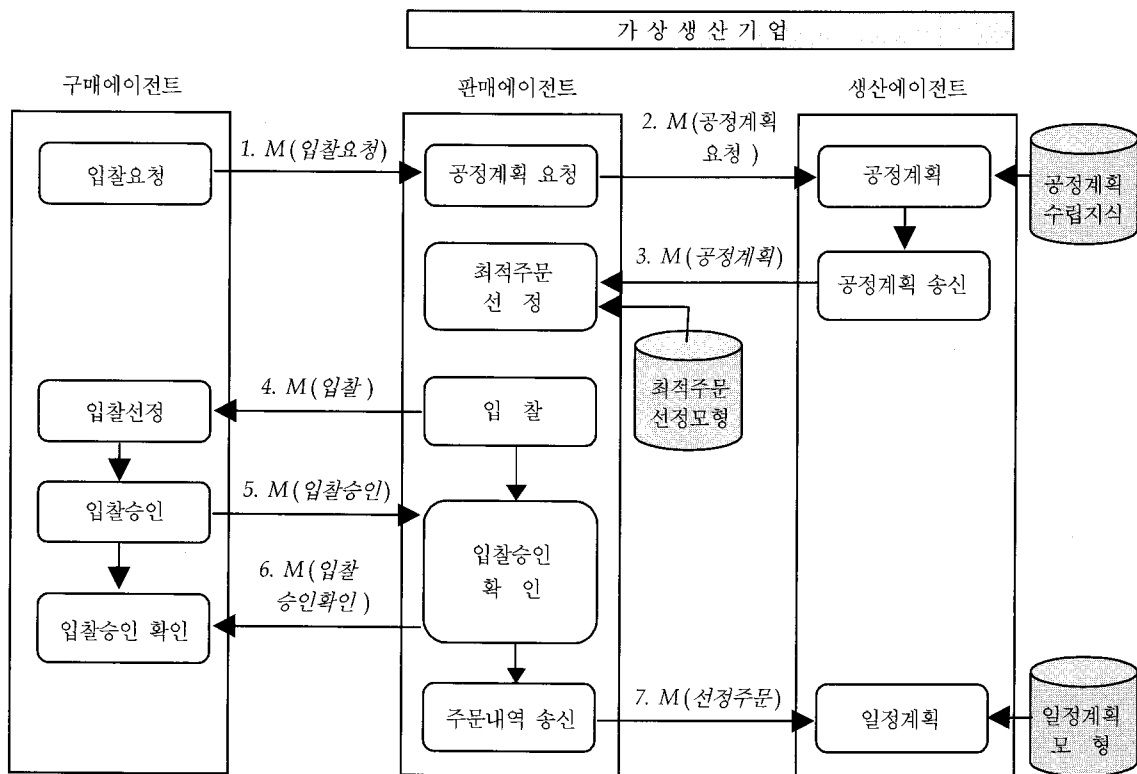 가 상 생 산 기 업
구매에이전트
판매에이전트
생산에이전트
입찰요청
1. M(입찰요청)
공정계획 요청
2. M(공정계획
요청)
공정계획
공정계획
수립지식
최적주문
선 정
3. M(공정계획)
공정계획 송신
최적주문
선정모형
입찰선정
4. M(입찰)
입 찰
입찰승인
5. M(입찰승인)
입찰승인
확 인
6. M(입찰
승인확인)
입찰승인 확인
주문내역 송신
7. M(선정주문)
일정계획
일정계획
모 형